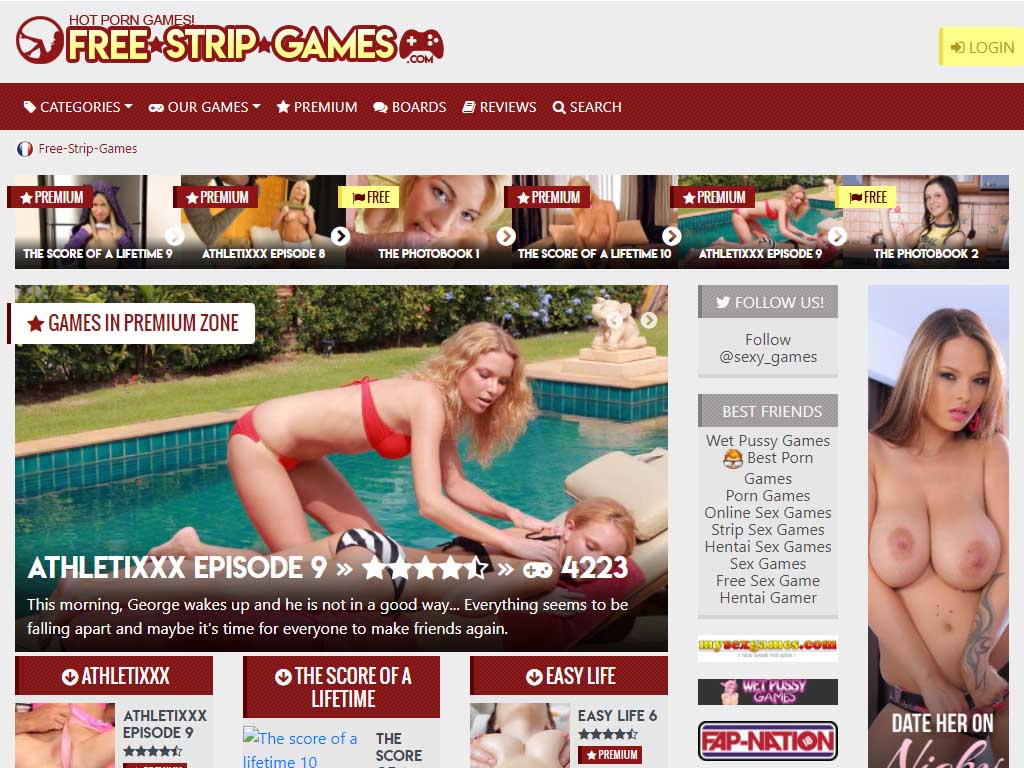 HOT PORN GAMES!
FREE★STRIP★GAMES
.COM
LOGIN
CATEGORIES
OUR GAMES
PREMIUM
BOARDS
REVIEWS
SEARCH
Free-Strip-Games
PREMIUM
THE SCORE OF A LIFETIME 9
PREMIUM
ATHLETIXXX EPISODE 8
FREE
THE PHOTOBOOK 1
PREMIUM
THE SCORE OF A LIFETIME 10
PREMIUM
ATHLETIXXX EPISODE 9
FREE
THE PHOTOBOOK 2
GAMES IN PREMIUM ZONE
ATHLETIXXX EPISODE 9 » ★★★★ » 4223
This morning, George wakes up and he is not in a good way... Everything seems to be
falling apart and maybe it's time for everyone to make friends again.
FOLLOW US!
Follow
@sexy_games
BEST FRIENDS
Wet Pussy Games
Best Porn
Games
Porn Games
Online Sex Games
Strip Sex Games
Hentai Sex Games
Sex Games
Free Sex Game
Hentai Gamer
mysexgames.com
1 NEW GAME PER WEEK!
WET PUSSY
GAMES
FAP-NATION
18
DATE HER ON
ATHLETIXXX
ATHLETIXXX
EPISODE 9
THE SCORE OF A
LIFETIME
The score of a
lifetime 10
THE
SCORE
EASY LIFE
EASY LIFE 6
PREMIUM